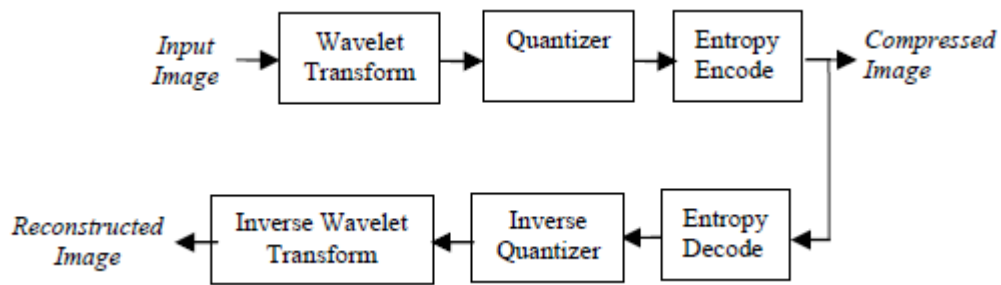 Input
Image
Wavelet
Transform
Quantizer
Entropy
Encode
Compressed
Image
Reconstructed
Image
Inverse Wavelet
Transform
Inverse
Quantizer
Entropy
Decode